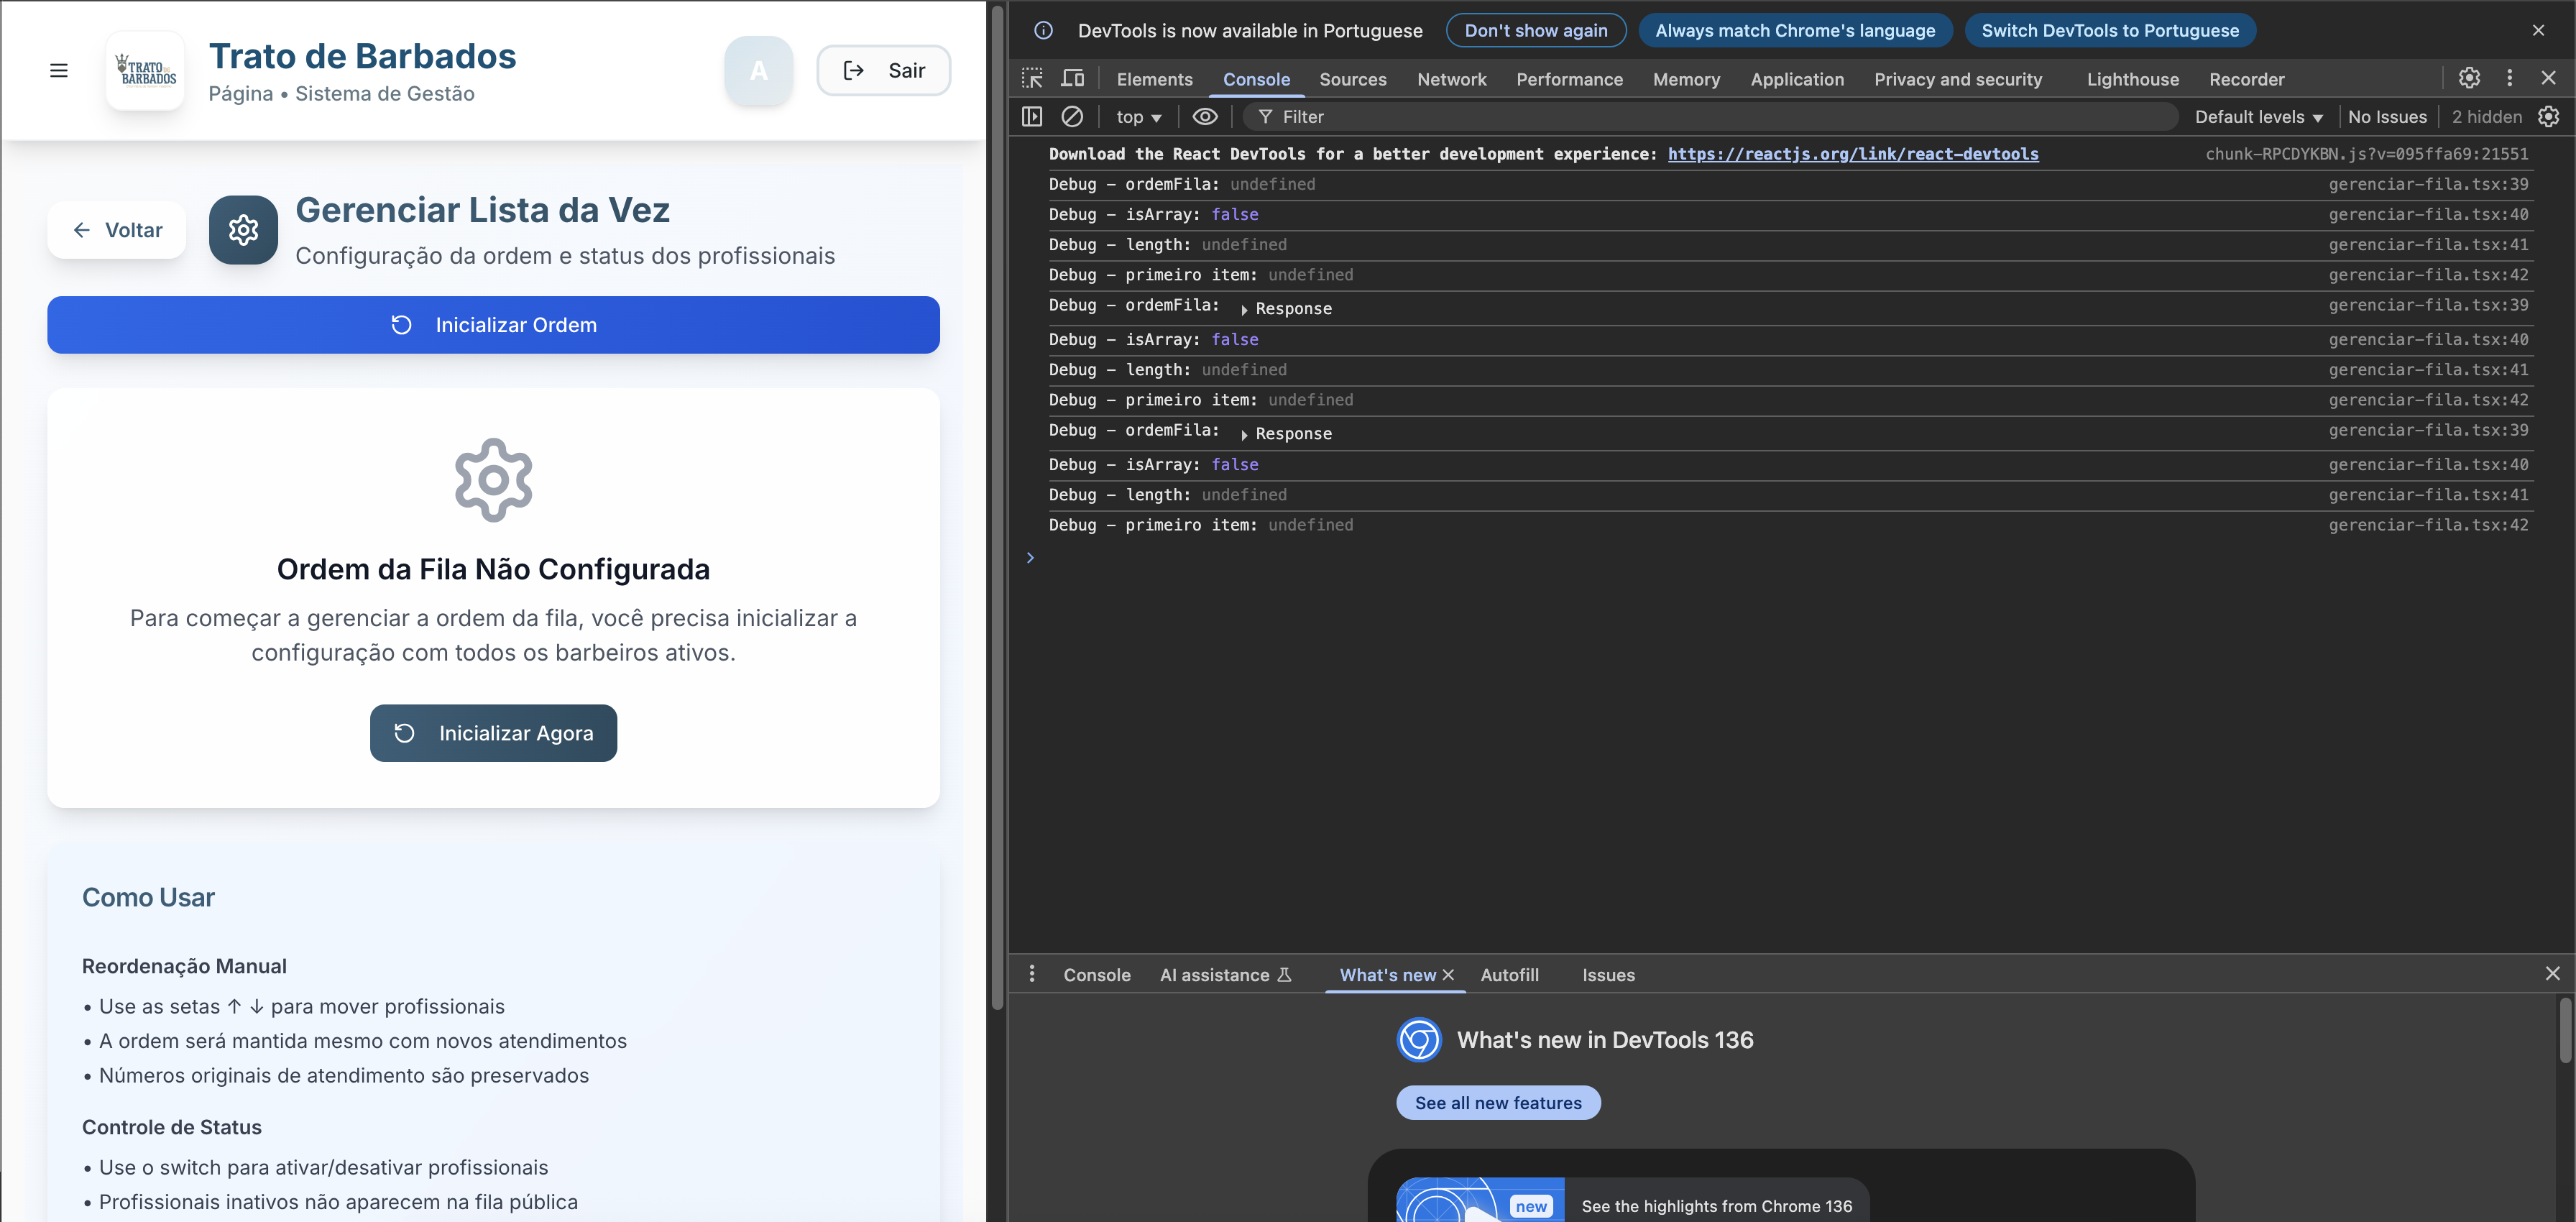 TRATO DE
BARBADOS
Trato de Barbados
Página • Sistema de Gestão
A
Sair
Voltar
Gerenciar Lista da Vez
Configuração da ordem e status dos profissionais
Inicializar Ordem
Ordem da Fila Não Configurada
Para começar a gerenciar a ordem da fila, você precisa inicializar a
configuração com todos os barbeiros ativos.
Inicializar Agora
Como Usar
Reordenação Manual
• Use as setas ↑ ↓ para mover profissionais
• A ordem será mantida mesmo com novos atendimentos
• Números originais de atendimento são preservados
Controle de Status
• Use o switch para ativar/desativar profissionais
• Profissionais inativos não aparecem na fila pública
DevTools is now available in Portuguese Don't show again Always match Chrome's language Switch DevTools to Portuguese
Elements Console Sources Network Performance Memory Application Privacy and security Lighthouse Recorder
top Filter Default levels No Issues 2 hidden
Download the React DevTools for a better development experience: https://reactjs.org/link/react-devtools chunk-RPCDYKBN.js?v=095ffa69:21551
Debug – ordemFila: undefined gerenciar-fila.tsx:39
Debug – isArray: false gerenciar-fila.tsx:40
Debug – length: undefined gerenciar-fila.tsx:41
Debug – primeiro item: undefined gerenciar-fila.tsx:42
Debug – ordemFila: Response gerenciar-fila.tsx:39
Debug – isArray: false gerenciar-fila.tsx:40
Debug – length: undefined gerenciar-fila.tsx:41
Debug – primeiro item: undefined gerenciar-fila.tsx:42
Debug – ordemFila: Response gerenciar-fila.tsx:39
Debug – isArray: false gerenciar-fila.tsx:40
Debug – length: undefined gerenciar-fila.tsx:41
Debug – primeiro item: undefined gerenciar-fila.tsx:42
Console AI assistance What's new Autofill Issues
What's new in DevTools 136
See all new features
new See the highlights from Chrome 136